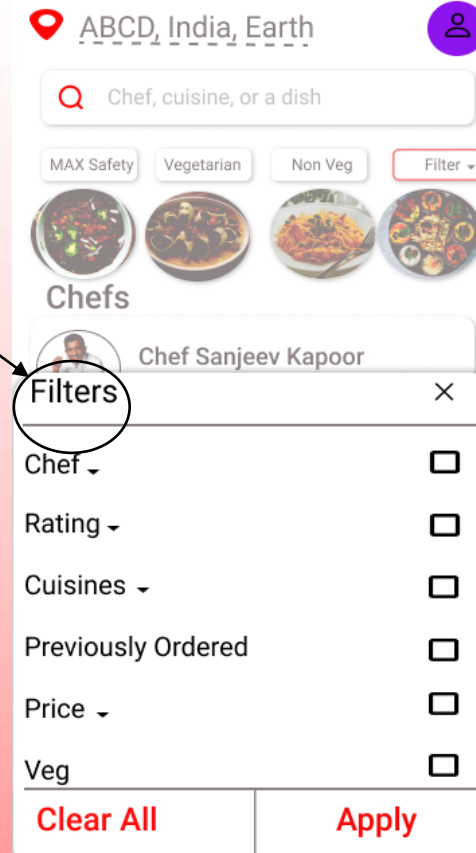 ABCD, India, Earth
Chef, cuisine, or a dish
MAX Safety Vegetarian Non Veg Filter
Chefs
Chef Sanjeev Kapoor
Filters
Chef
Rating
Cuisines
Previously Ordered
Price
Veg
Clear All Apply